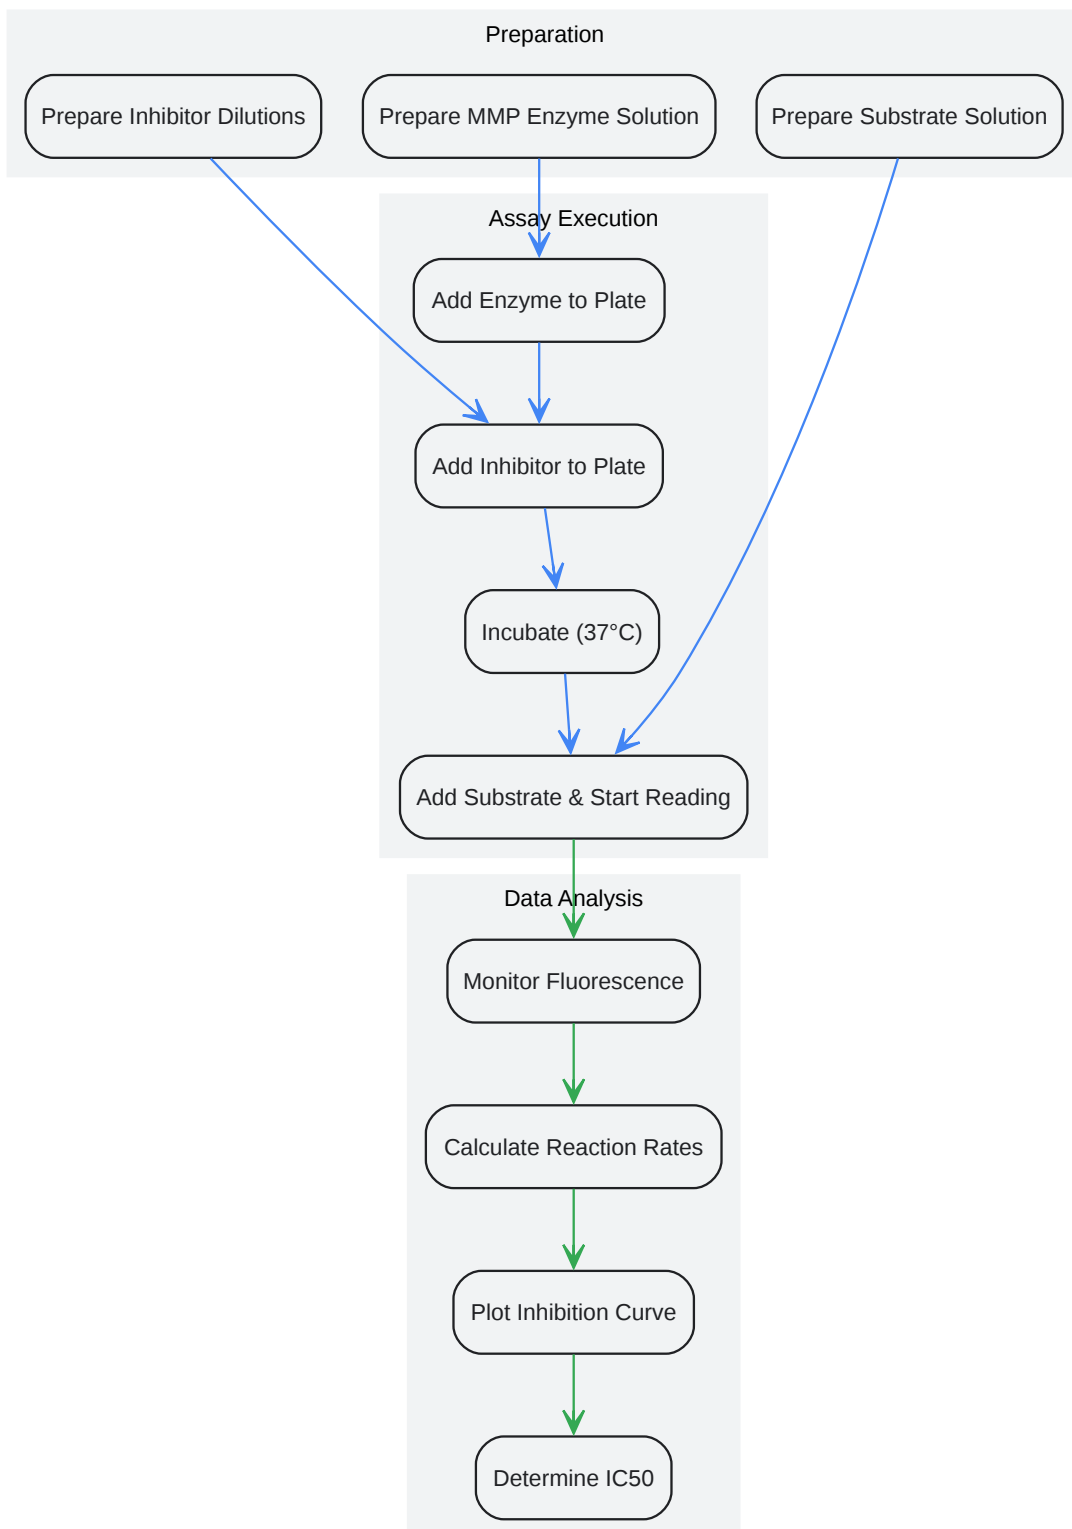 Preparation
Prepare Inhibitor Dilutions
Prepare MMP Enzyme Solution
Prepare Substrate Solution
Assay Execution
Add Enzyme to Plate
Add Inhibitor to Plate
Incubate (37°C)
Add Substrate & Start Reading
Data Analysis
Monitor Fluorescence
Calculate Reaction Rates
Plot Inhibition Curve
Determine IC50